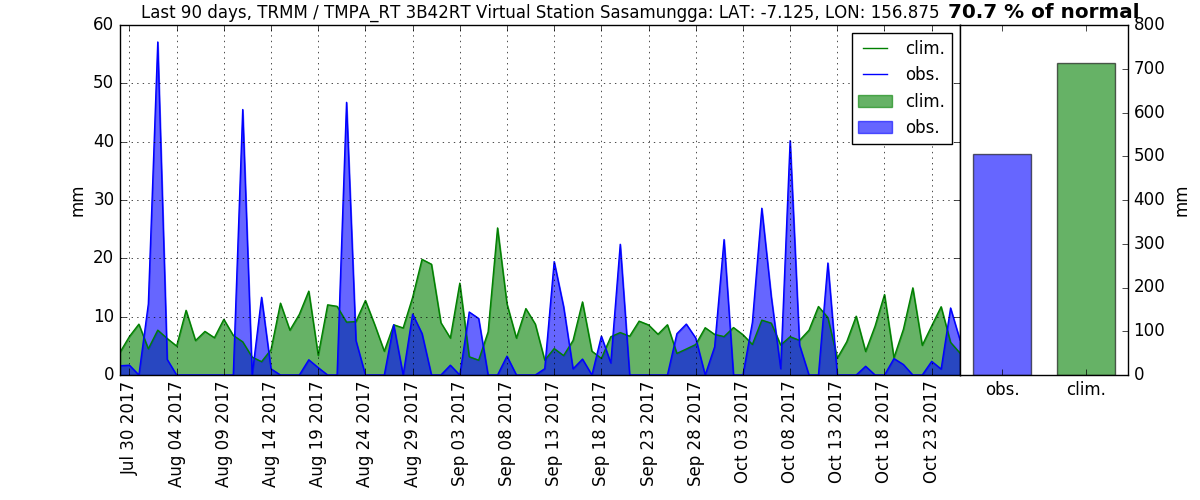 Last 90 days, TRMM / TMPA_RT 3B42RT Virtual Station Sasamungga: LAT: -7.125, LON: 156.875 70.7 % of normal
60
50
40
30
20
10
0
mm
clim.
obs.
clim.
obs.
Jul 30 2017
Aug 04 2017
Aug 09 2017
Aug 14 2017
Aug 19 2017
Aug 24 2017
Aug 29 2017
Sep 03 2017
Sep 08 2017
Sep 13 2017
Sep 18 2017
Sep 23 2017
Sep 28 2017
Oct 03 2017
Oct 08 2017
Oct 13 2017
Oct 18 2017
Oct 23 2017
800
700
600
500
400
300
200
100
0
mm
obs.
clim.